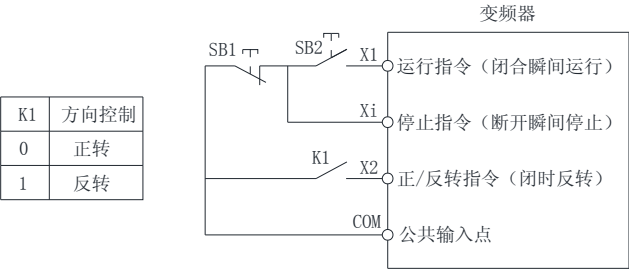 变频器
SB1
SB2
X1
运行指令（闭合瞬间运行）
Xi
停止指令（断开瞬间停止）
K1
X2
正/反转指令（闭时反转）
COM
公共输入点
K1 方向控制
0 正转
1 反转